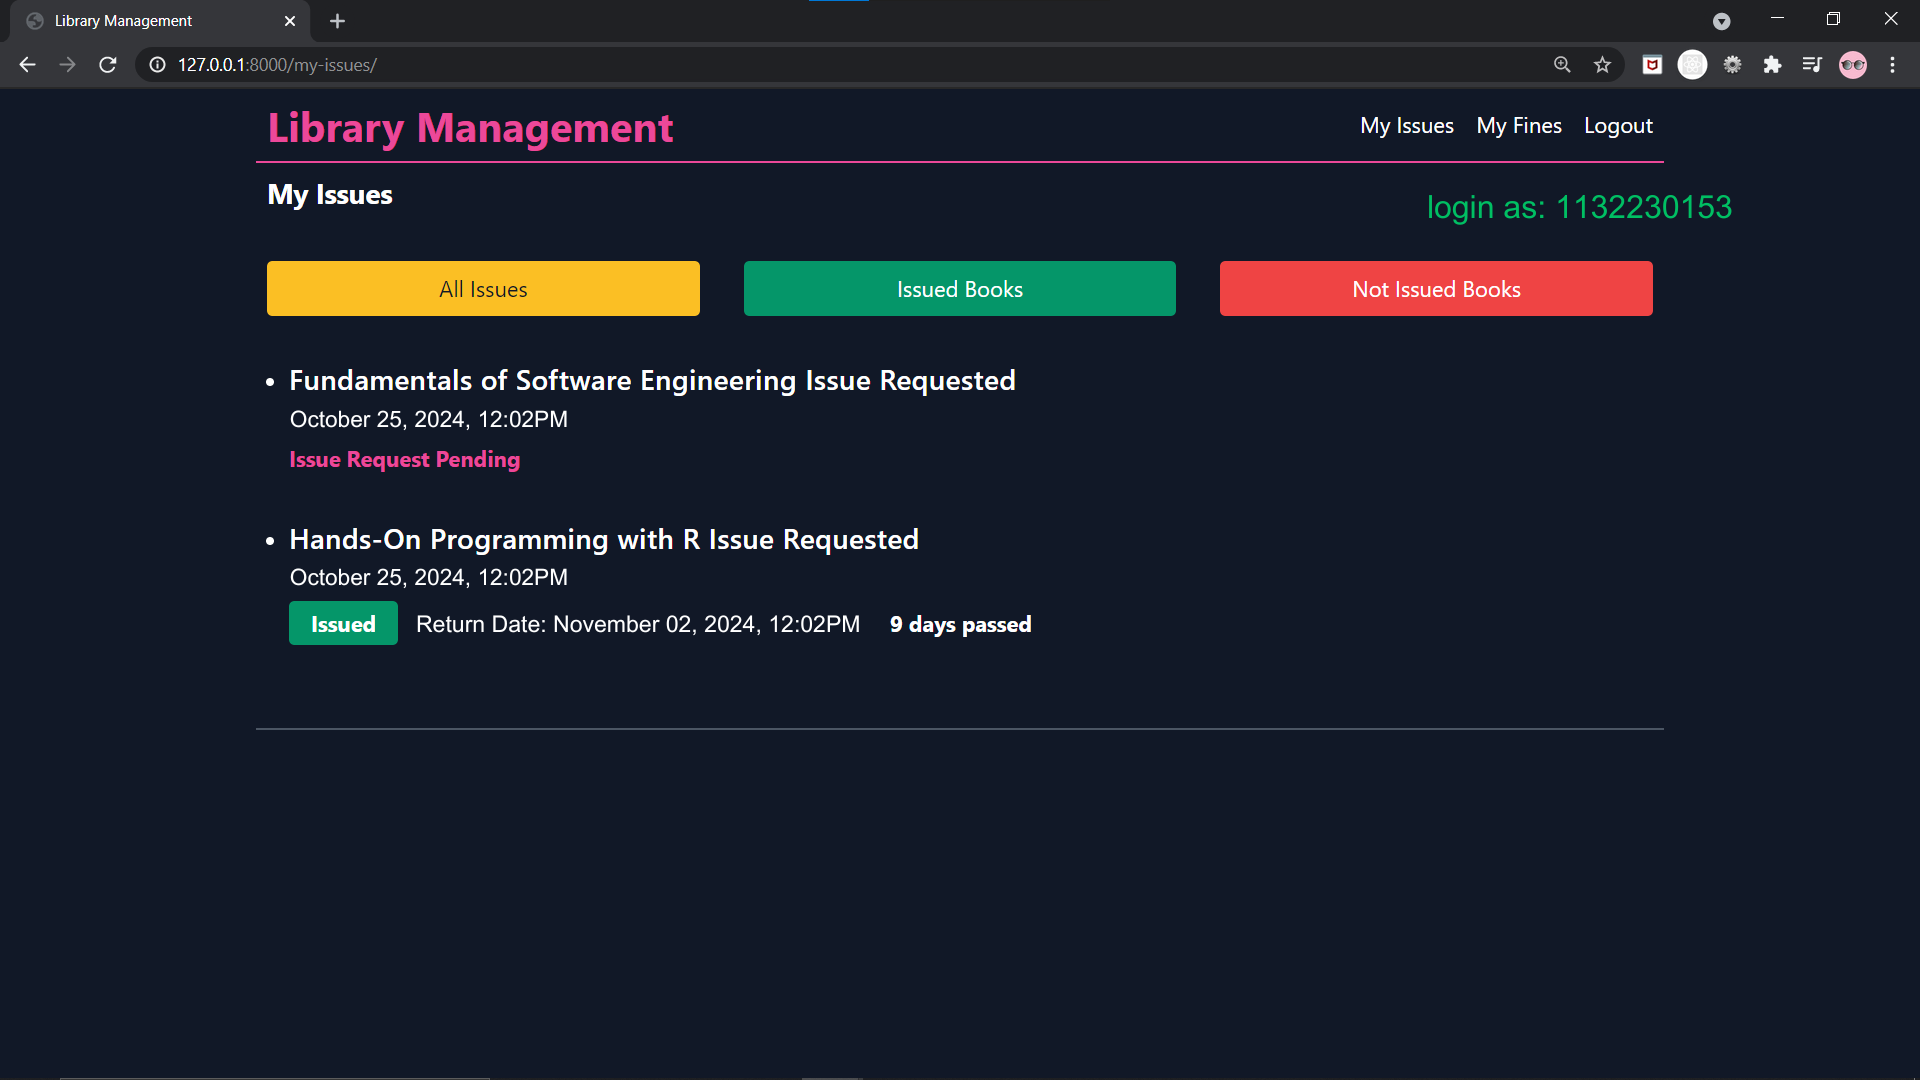 Library Management
127.0.0.1:8000/my-issues/
Library Management
My Issues My Fines Logout
My Issues
login as: 1132230153
All Issues Issued Books Not Issued Books
• Fundamentals of Software Engineering Issue Requested
October 25, 2024, 12:02PM
Issue Request Pending
• Hands-On Programming with R Issue Requested
October 25, 2024, 12:02PM
Issued Return Date: November 02, 2024, 12:02PM 9 days passed